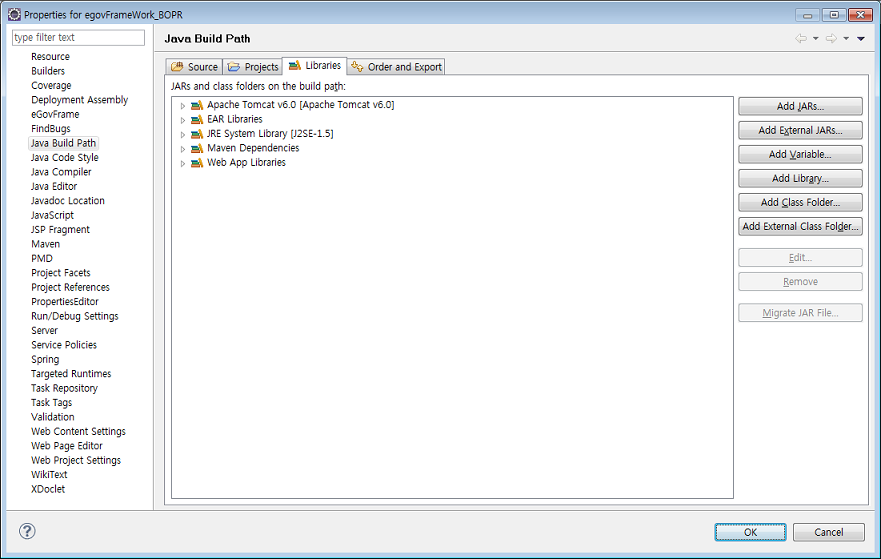 Properties for egovFrameWork_BOPR
type filter text
Resource
Builders
Coverage
Deployment Assembly
eGovFrame
FindBugs
Java Build Path
Java Code Style
Java Compiler
Java Editor
Javadoc Location
JavaScript
JSP Fragment
Maven
PMD
Project Facets
Project References
PropertiesEditor
Run/Debug Settings
Server
Service Policies
Spring
Targeted Runtimes
Task Repository
Task Tags
Validation
Web Content Settings
Web Page Editor
Web Project Settings
WikiText
XDoclet
Java Build Path
Source Projects Libraries Order and Export
JARs and class folders on the build path:
Apache Tomcat v6.0 [Apache Tomcat v6.0]
EAR Libraries
JRE System Library [J2SE-1.5]
Maven Dependencies
Web App Libraries
Add JARs...
Add External JARs...
Add Variable...
Add Library...
Add Class Folder...
Add External Class Folder...
Edit...
Remove
Migrate JAR File...
?
OK Cancel